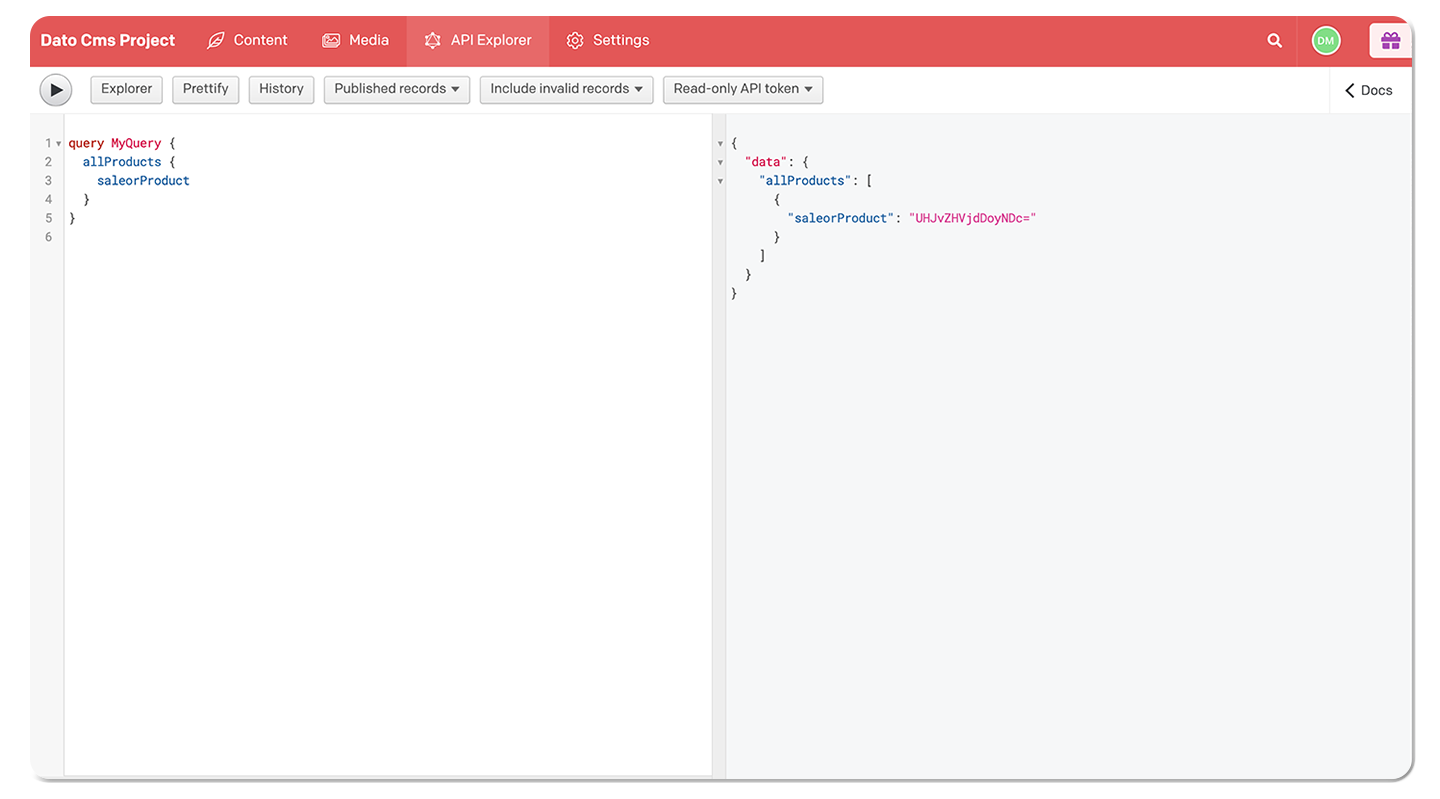 Dato Cms Project Content Media API Explorer Settings DM
Explorer Prettify History Published records Include invalid records Read-only API token Docs
1 query MyQuery {
2 allProducts {
3 saleorProduct
4 }
5 }
6
{
"data": {
"allProducts": [
{
"saleorProduct": "UHJvZHVjdDoyNDc="
}
]
}
}